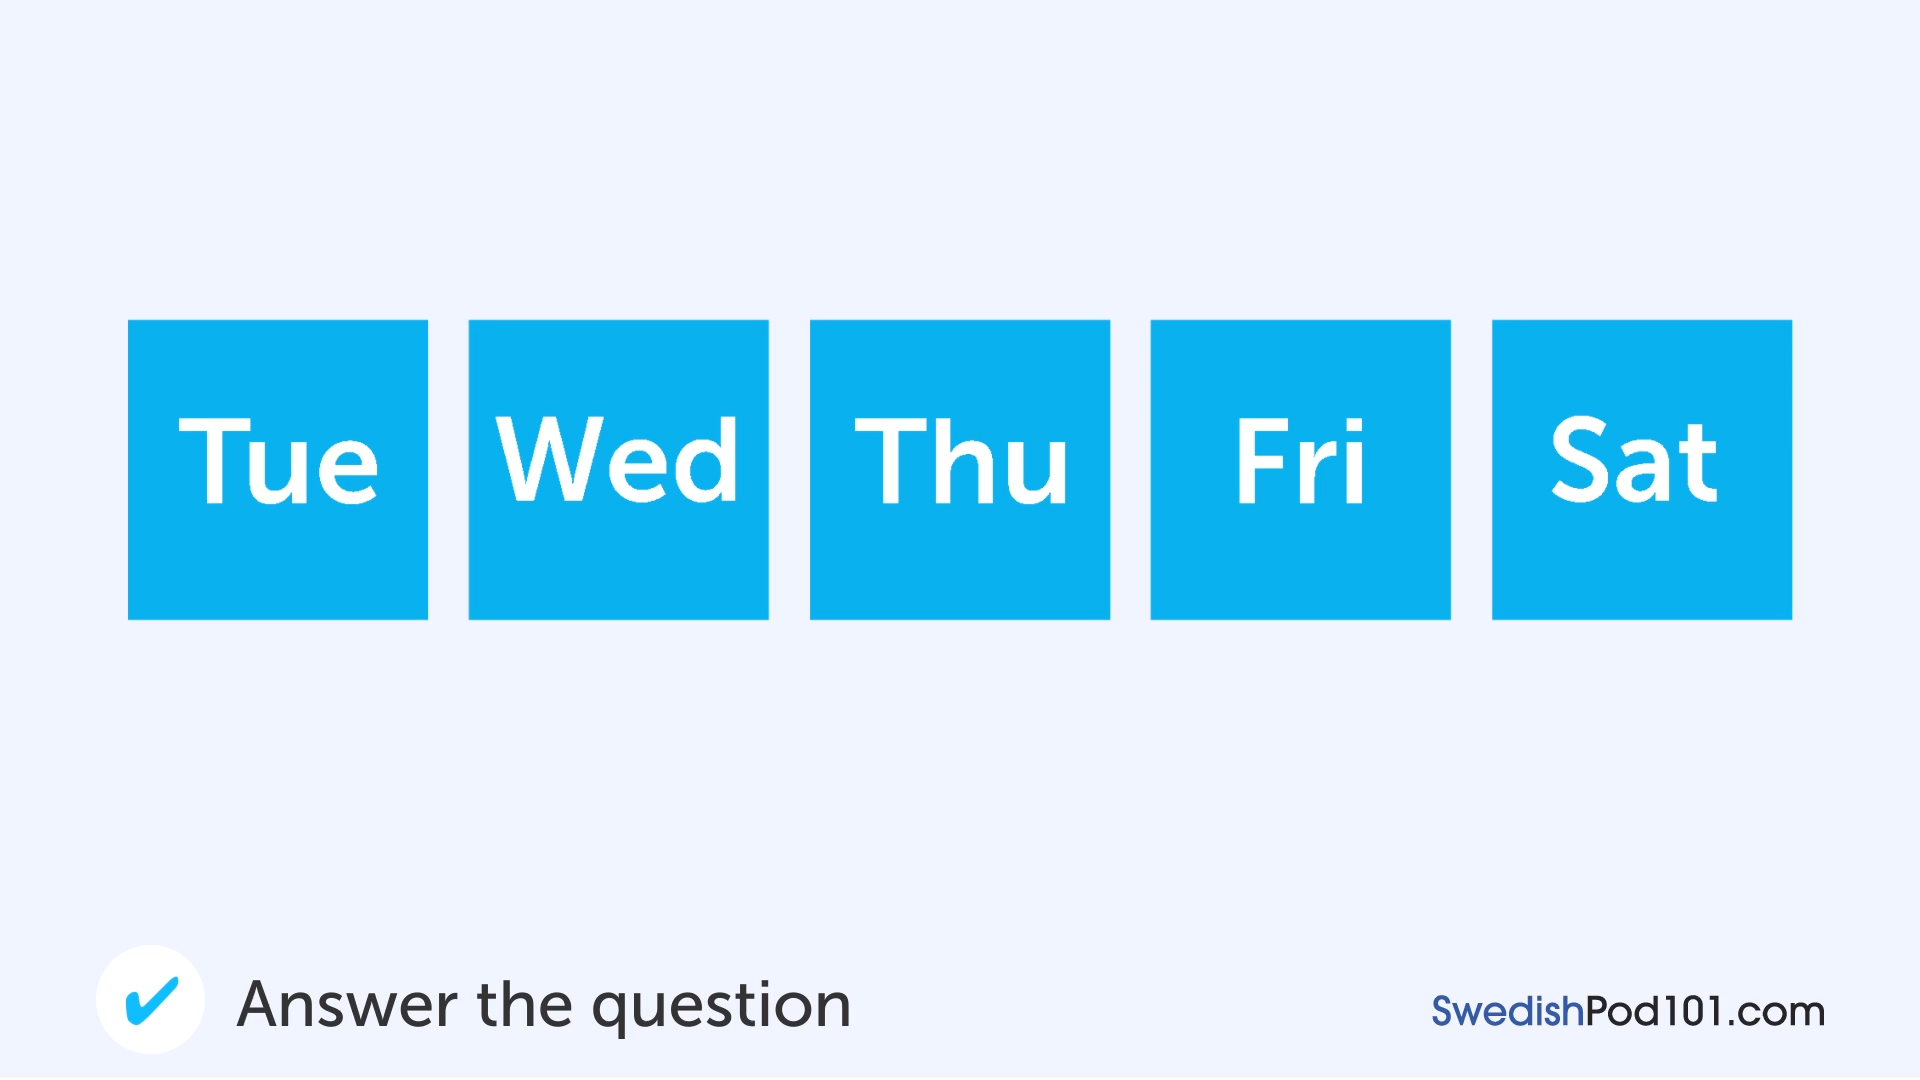 Tue Wed Thu Fri Sat
✔ Answer the question
SwedishPod101.com